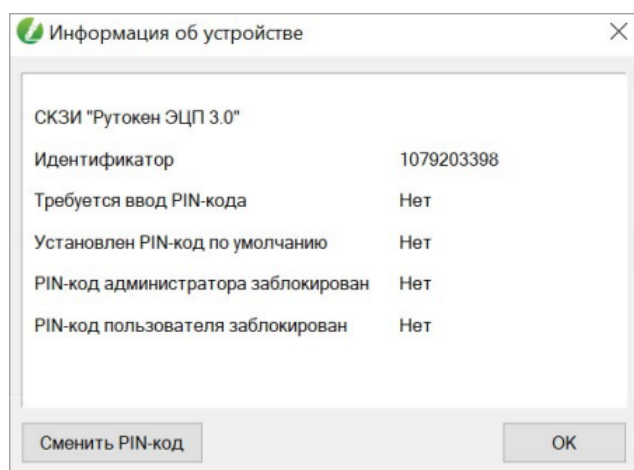 Информация об устройстве
СКЗИ "Рутокен ЭЦП 3.0"
Идентификатор 1079203398
Требуется ввод PIN-кода Нет
Установлен PIN-код по умолчанию Нет
PIN-код администратора заблокирован Нет
PIN-код пользователя заблокирован Нет
Сменить PIN-код OK